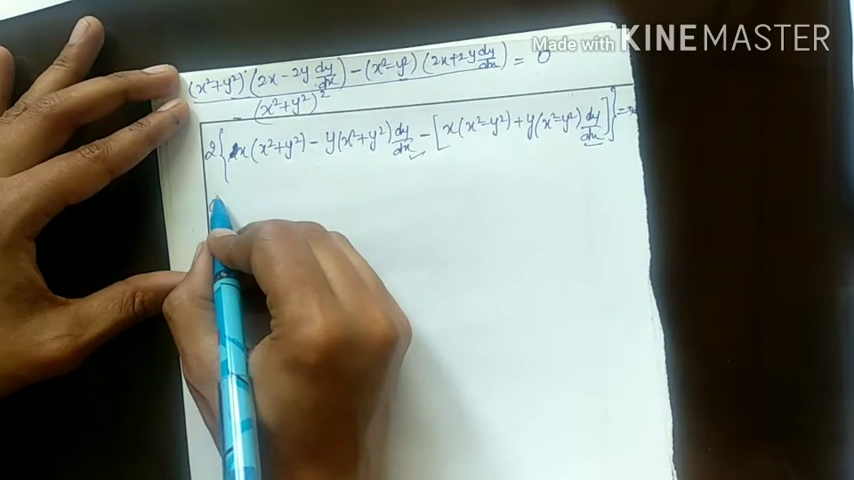 Made with KINEMASTER
(x²+y²)(2x-2y dy/dx) - (x²-y²)(2x+2y dy/dx) = 0
(x²+y²)²
2{x(x²+y²) - y(x²+y²) dy/dx - [x(x²-y²) + y(x²-y²) dy/dx]} =